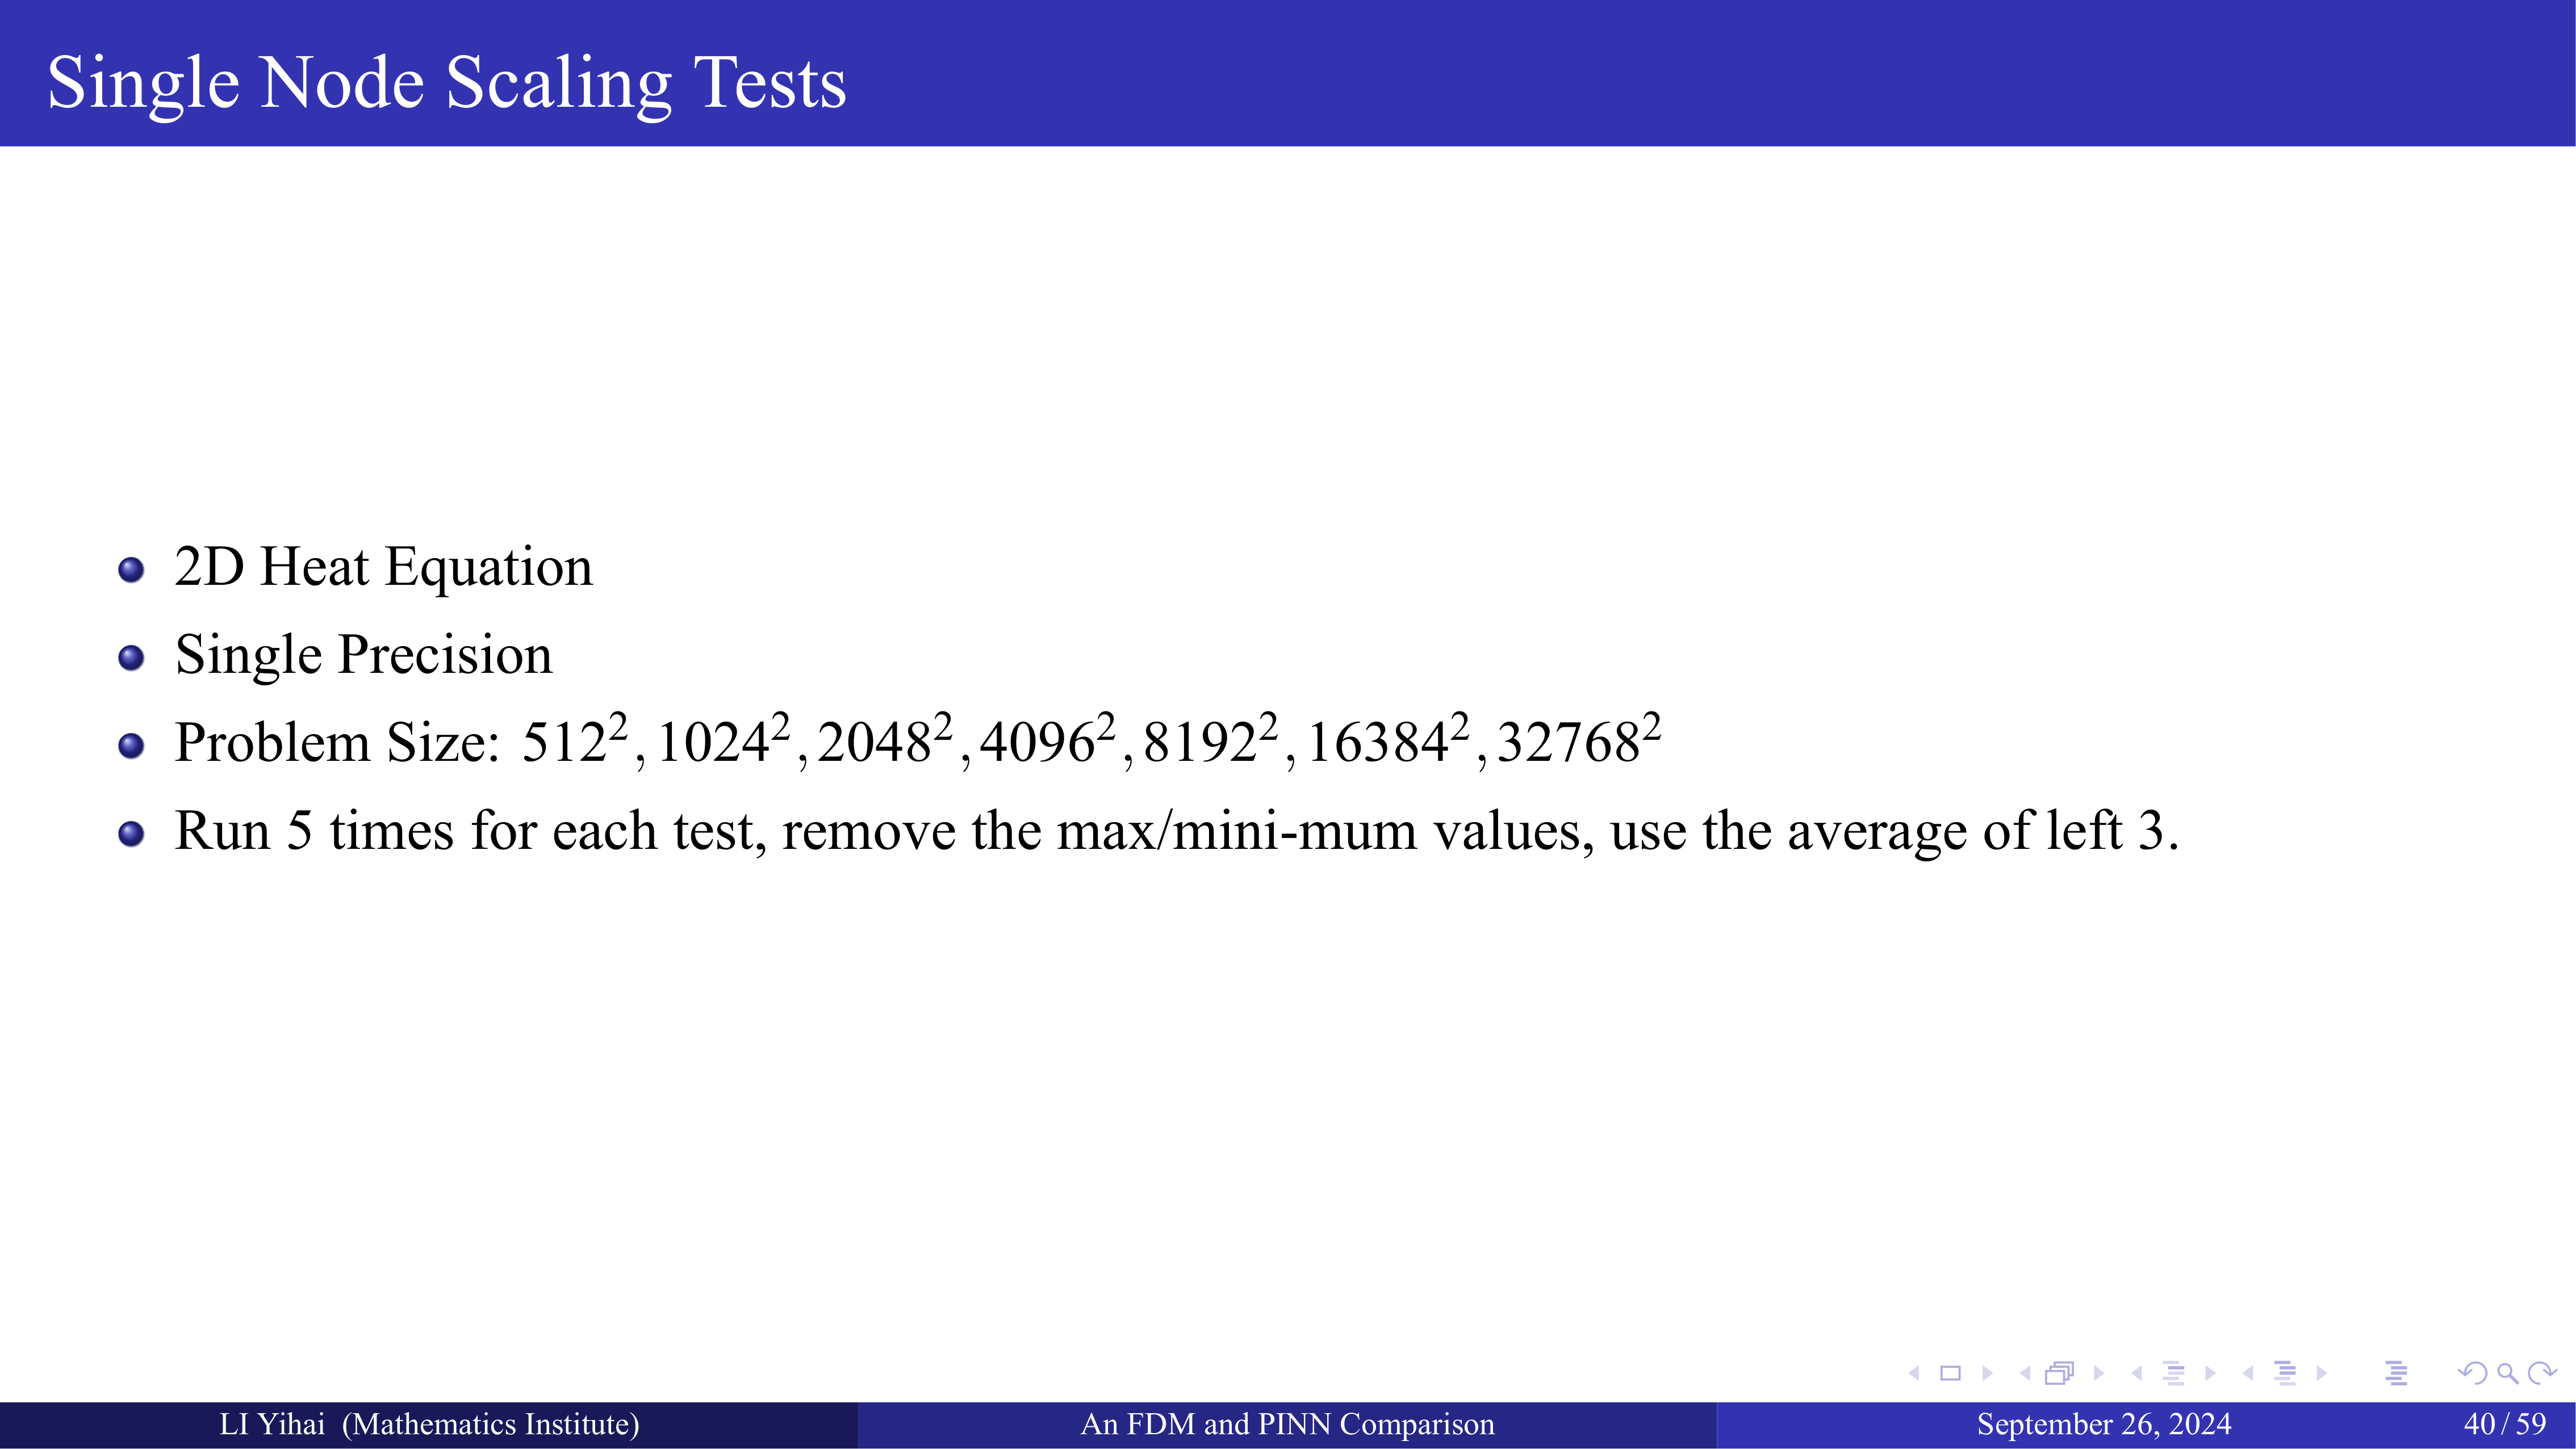 Single Node Scaling Tests
2D Heat Equation
Single Precision
Problem Size: 512², 1024², 2048², 4096², 8192², 16384², 32768²
Run 5 times for each test, remove the max/mini-mum values, use the average of left 3.
LI Yihai (Mathematics Institute)
An FDM and PINN Comparison
September 26, 2024
40 / 59